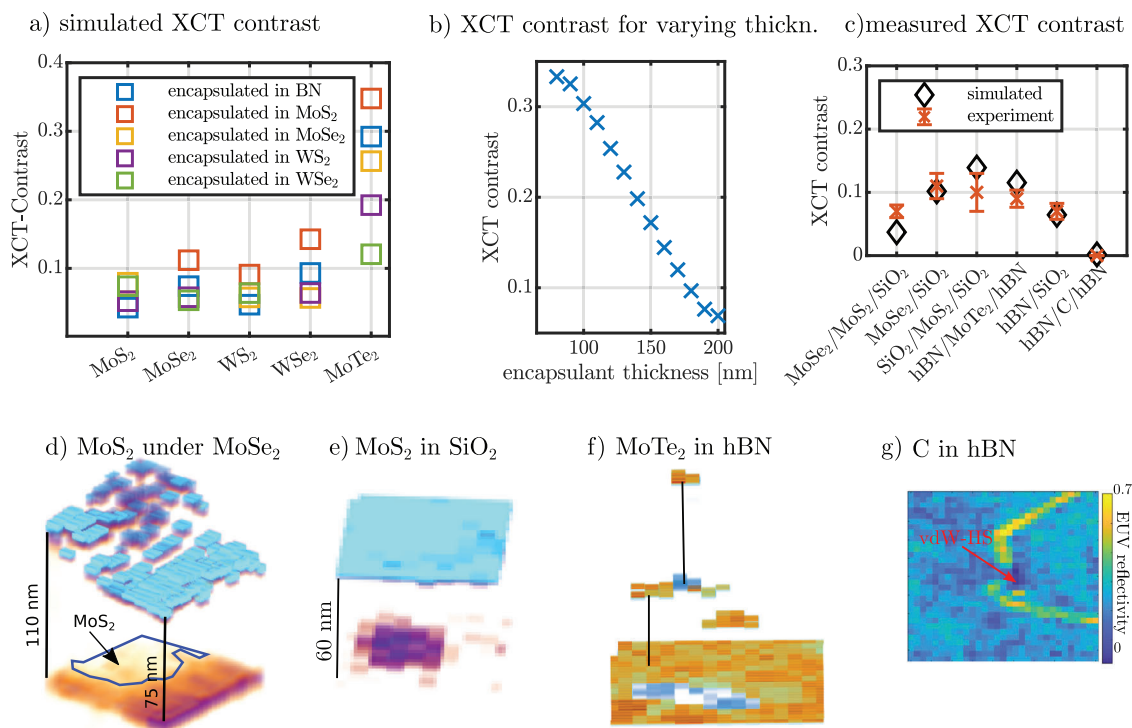 a) simulated XCT contrast
0.4
0.3
0.2
0.1
XCT-Contrast
encapsulated in BN
encapsulated in MoS₂
encapsulated in MoSe₂
encapsulated in WS₂
encapsulated in WSe₂
MoS₂
MoSe₂
WS₂
WSe₂
MoTe₂
b) XCT contrast for varying thickn.
0.3
0.2
0.1
XCT contrast
100
150
200
encapsulant thickness [nm]
c)measured XCT contrast
0.3
0.2
0.1
0
XCT contrast
simulated
experiment
MoSe₂/MoS₂/SiO₂
MoSe₂/SiO₂
SiO₂/MoS₂/SiO₂
hBN/MoTe₂/hBN
hBN/SiO₂
hBN/C/hBN
d) MoS₂ under MoSe₂
110 nm
MoS₂
75 nm
e) MoS₂ in SiO₂
60 nm
f) MoTe₂ in hBN
g) C in hBN
vdW-HS
0.7
EUV reflectivity
0